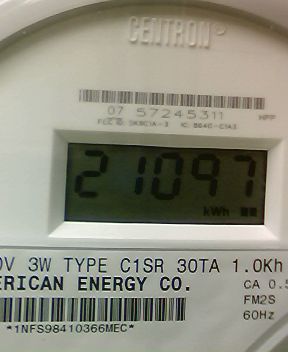 CENTRON®
07 57245311
21097
kWh
0V 3W TYPE C1SR 30TA 1.0Kh
ERICAN ENERGY CO.
CA 0.5
FM2S
*1NFS98410366MEC*
60Hz